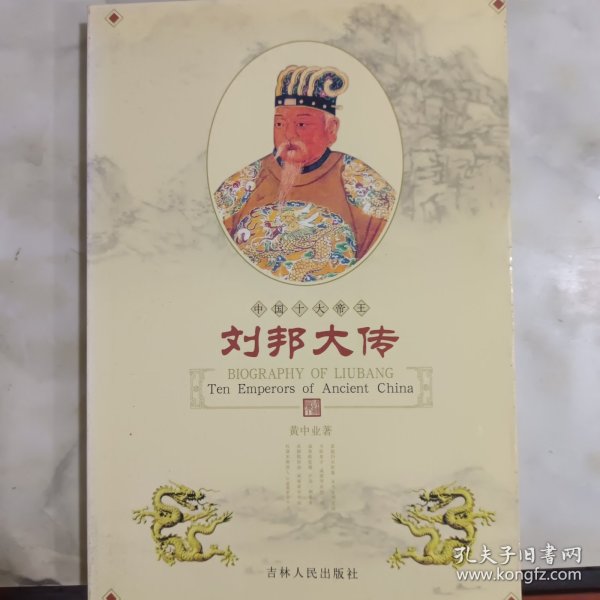 中国十大帝王
刘邦大传
BIOGRAPHY OF LIUBANG
Ten Emperors of Ancient China
黄中业著
吉林人民出版社
孔夫子旧书网
www.kongfz.com